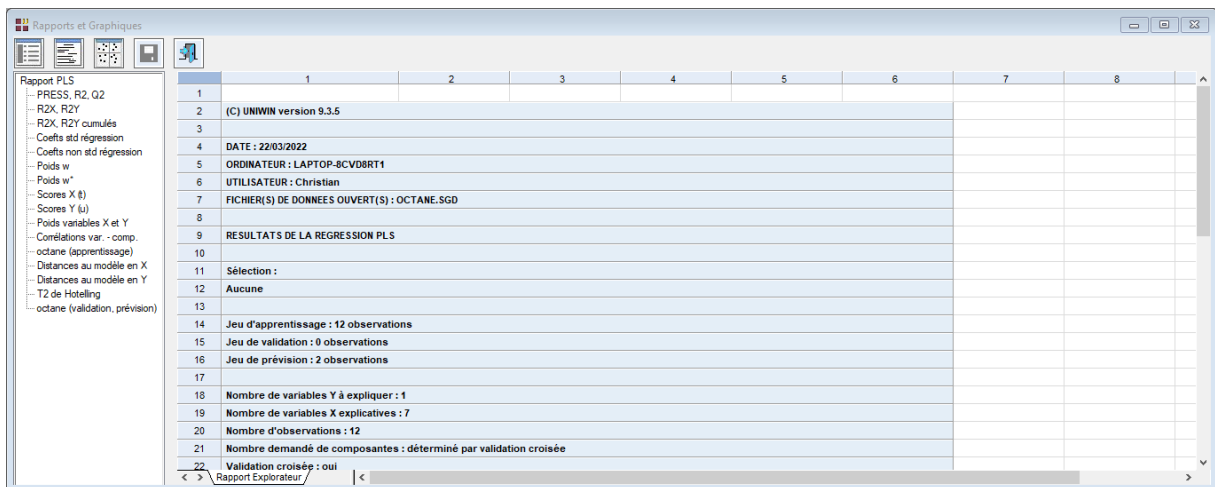 Rapports et Graphiques
Rapport PLS
PRESS, R2, Q2
R2X, R2Y
R2X, R2Y cumulés
Coefts std régression
Coefts non std régression
Poids w
Poids w*
Scores X (t)
Scores Y (u)
Poids variables X et Y
Corrélations var. - comp.
octane (apprentissage)
Distances au modèle en X
Distances au modèle en Y
T2 de Hotelling
octane (validation, prévision)
1 2 3 4 5 6 7 8
1
2 (C) UNIWIN version 9.3.5
3
4 DATE : 22/03/2022
5 ORDINATEUR : LAPTOP-8CVD8RT1
6 UTILISATEUR : Christian
7 FICHIER(S) DE DONNEES OUVERT(S) : OCTANE.SGD
8
9 RESULTATS DE LA REGRESSION PLS
10
11 Sélection :
12 Aucune
13
14 Jeu d'apprentissage : 12 observations
15 Jeu de validation : 0 observations
16 Jeu de prévision : 2 observations
17
18 Nombre de variables Y à expliquer : 1
19 Nombre de variables X explicatives : 7
20 Nombre d'observations : 12
21 Nombre demandé de composantes : déterminé par validation croisée
22 Validation croisée : oui
Rapport Explorateur